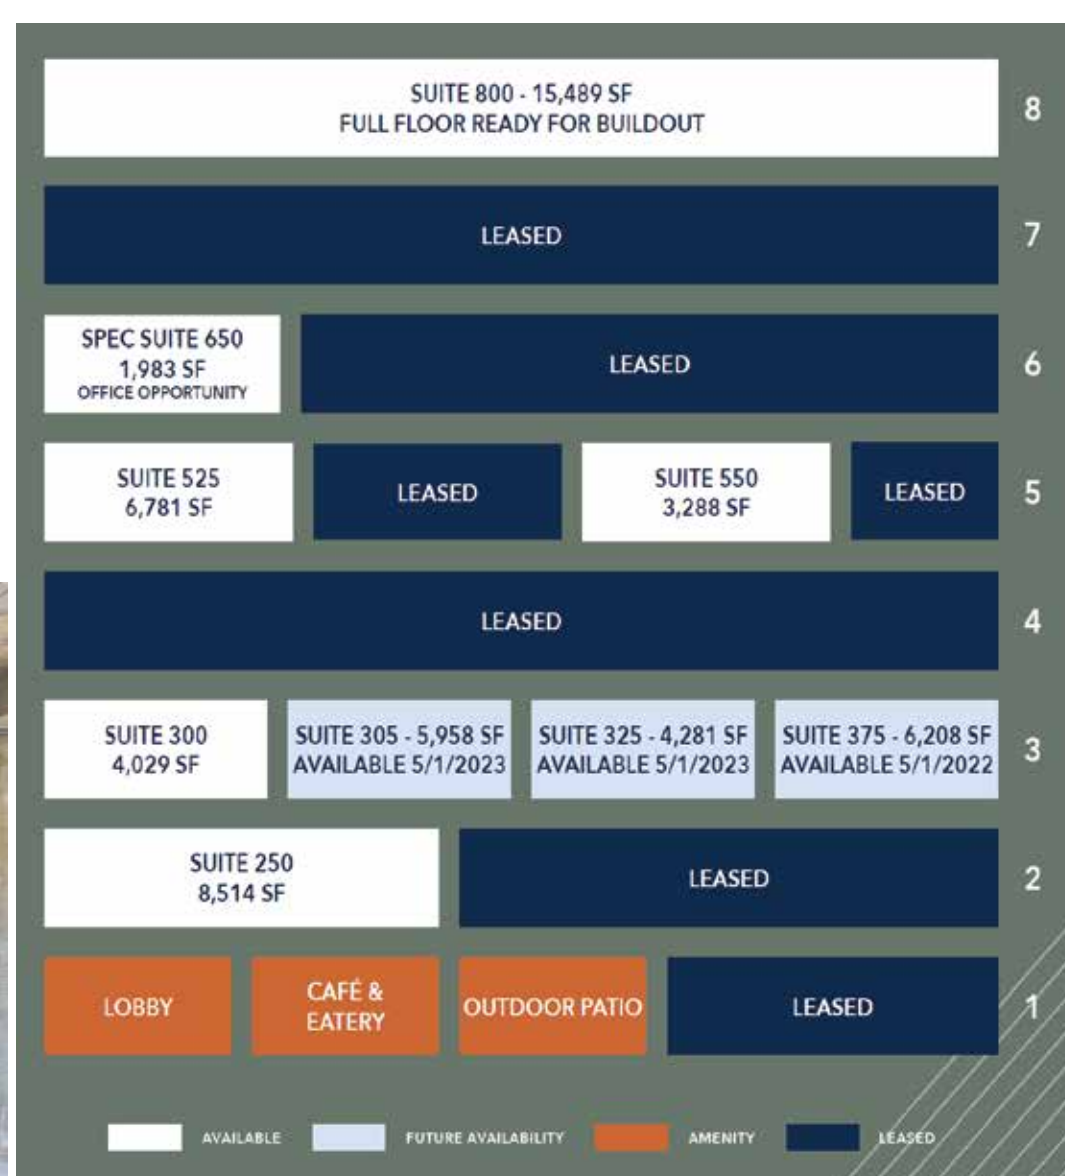 SUITE 800 - 15,489 SF
FULL FLOOR READY FOR BUILDOUT
8
LEASED
7
SPEC SUITE 650
1,983 SF
OFFICE OPPORTUNITY
LEASED
6
SUITE 525
6,781 SF
LEASED
SUITE 550
3,288 SF
LEASED
5
LEASED
4
SUITE 300
4,029 SF
SUITE 305 - 5,958 SF
AVAILABLE 5/1/2023
SUITE 325 - 4,281 SF
AVAILABLE 5/1/2023
SUITE 375 - 6,208 SF
AVAILABLE 5/1/2022
3
SUITE 250
8,514 SF
LEASED
2
LOBBY
CAFÉ &
EATERY
OUTDOOR PATIO
LEASED
1
AVAILABLE
FUTURE AVAILABILITY
AMENITY
LEASED